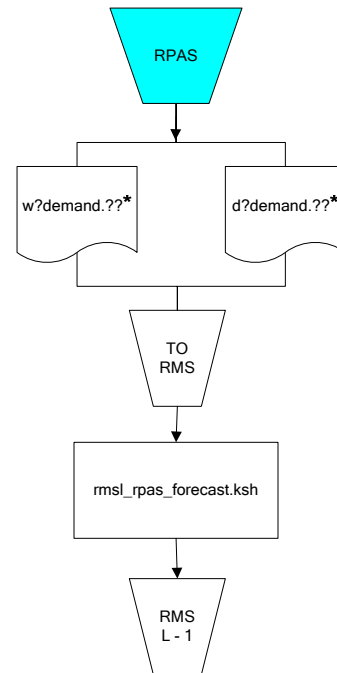 RPAS
w?demand.??*
d?demand.??*
TO
RMS
rmsl_rpas_forecast.ksh
RMS
L - 1